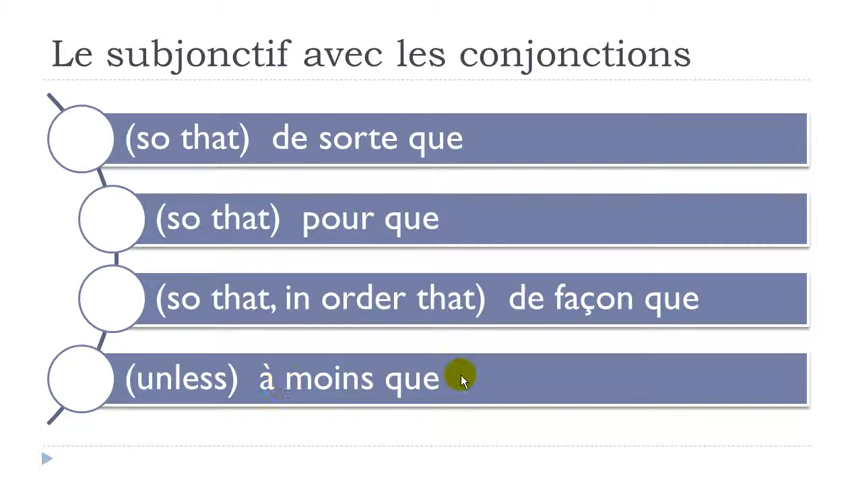 Le subjonctif avec les conjonctions
(so that) de sorte que
(so that) pour que
(so that, in order that) de façon que
(unless) à moins que